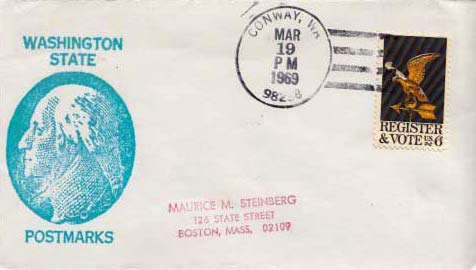 WASHINGTON
STATE
POSTMARKS
CONWAY, WA
MAR
19
PM
1969
98238
REGISTER
& VOTE U.S. 6c
MAURICE M. STEINBERG
126 STATE STREET
BOSTON, MASS. 02109